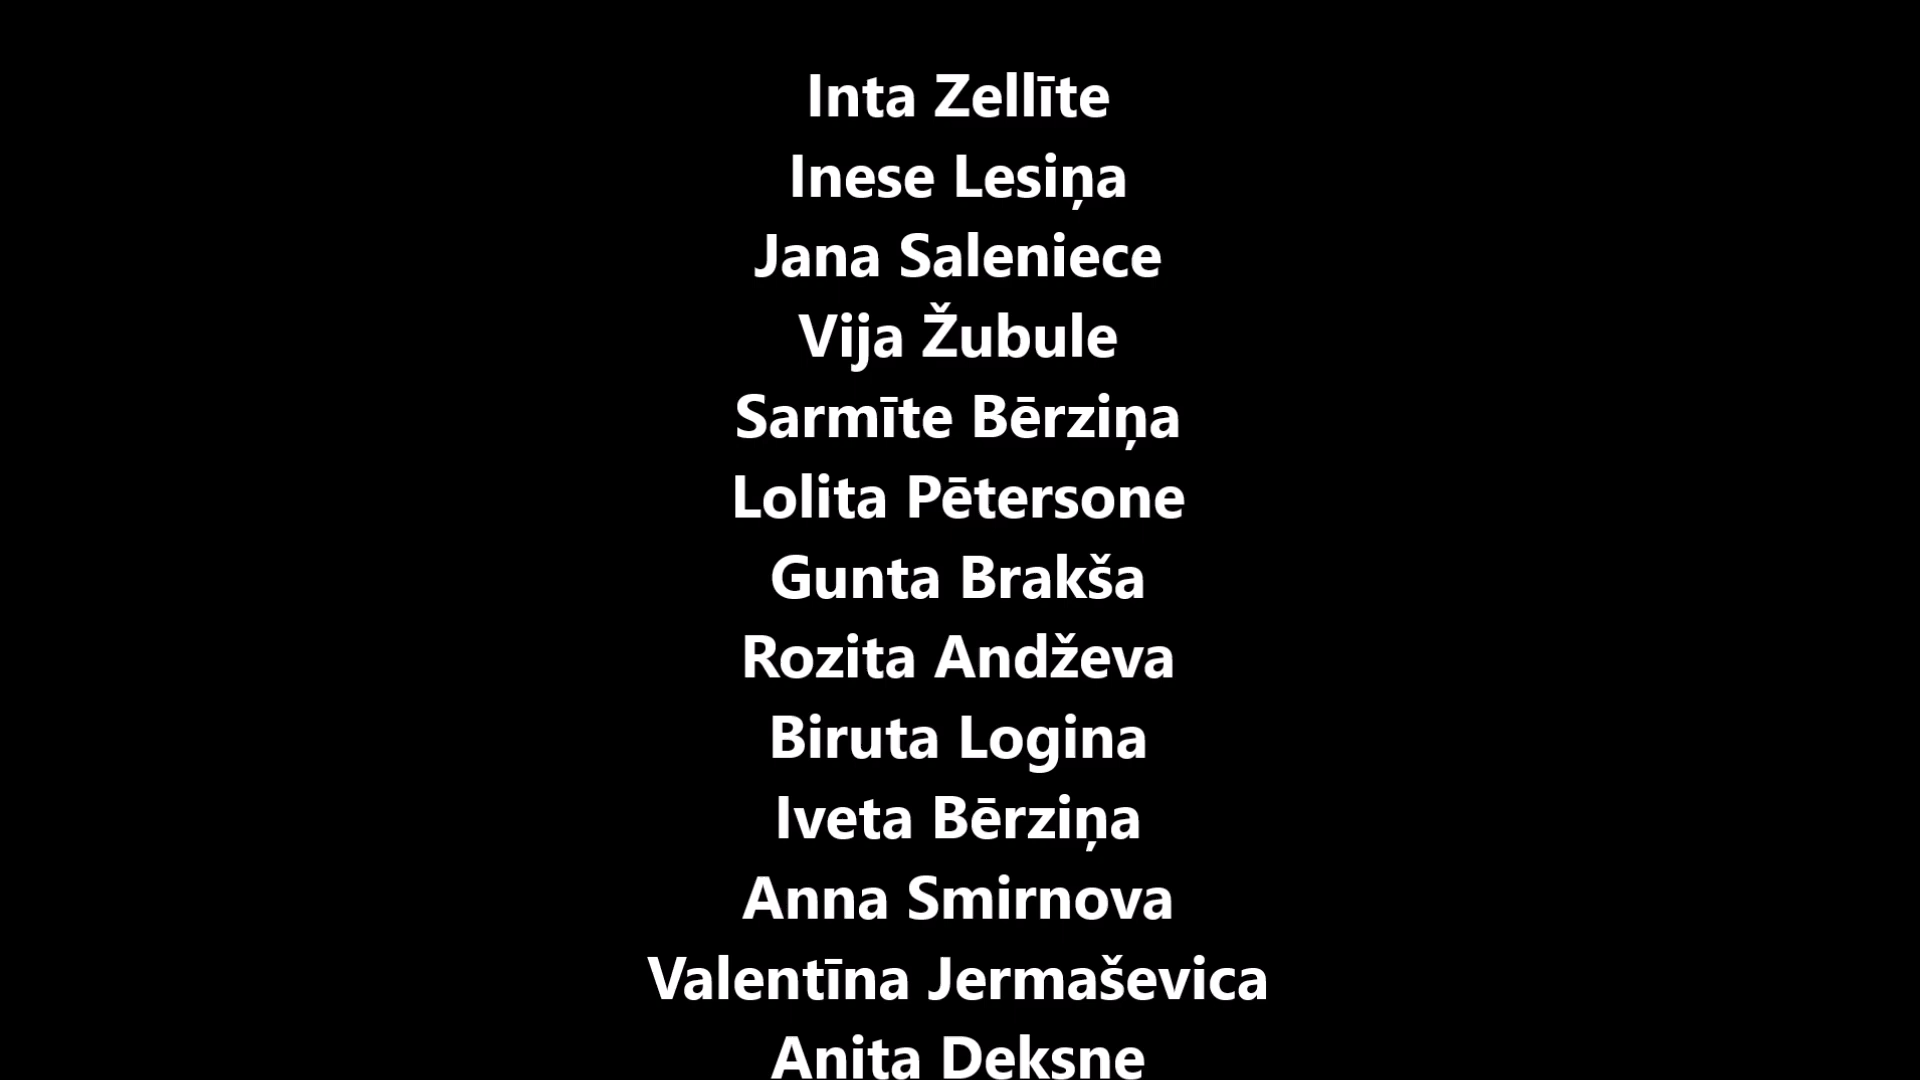 Inta Zellīte
Inese Lesiņa
Jana Saleniece
Vija Žubule
Sarmīte Bērziņa
Lolita Pētersone
Gunta Brakša
Rozita Andževa
Biruta Logina
Iveta Bērziņa
Anna Smirnova
Valentīna Jermaševica
Anita Deksne